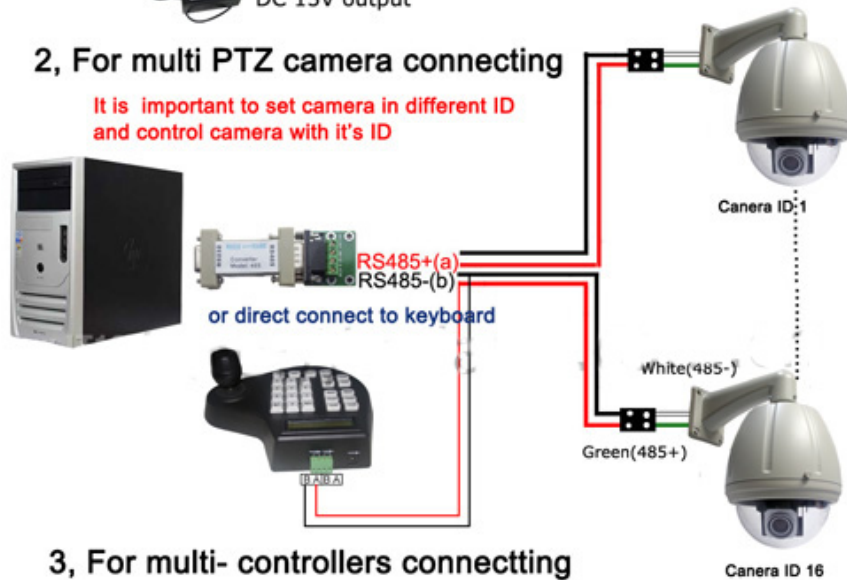 DC 15V output
2, For multi PTZ camera connecting
It is important to set camera in different ID
and control camera with it's ID
Canera ID 1
Converter
RS485+(a)
RS485-(b)
or direct connect to keyboard
White(485-)
Green(485+)
B A B A
3, For multi- controllers connectting
Canera ID 16